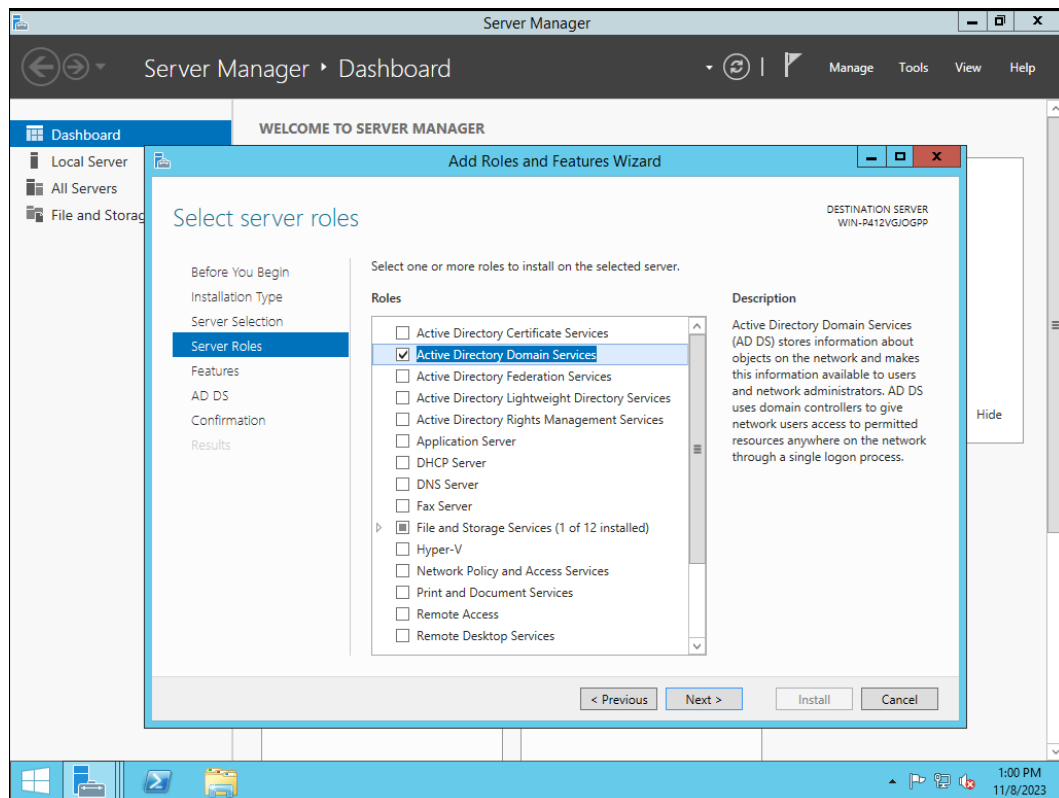 Server Manager
Server Manager • Dashboard
Manage Tools View Help
Dashboard
Local Server
All Servers
File and Storag
WELCOME TO SERVER MANAGER
Add Roles and Features Wizard
Select server roles
DESTINATION SERVER
WIN-P412VGJOGPP
Before You Begin
Installation Type
Server Selection
Server Roles
Features
AD DS
Confirmation
Results
Select one or more roles to install on the selected server.
Roles
Active Directory Certificate Services
Active Directory Domain Services
Active Directory Federation Services
Active Directory Lightweight Directory Services
Active Directory Rights Management Services
Application Server
DHCP Server
DNS Server
Fax Server
File and Storage Services (1 of 12 installed)
Hyper-V
Network Policy and Access Services
Print and Document Services
Remote Access
Remote Desktop Services
Description
Active Directory Domain Services
(AD DS) stores information about
objects on the network and makes
this information available to users
and network administrators. AD DS
uses domain controllers to give
network users access to permitted
resources anywhere on the network
through a single logon process.
Hide
< Previous
Next >
Install
Cancel
1:00 PM
11/8/2023